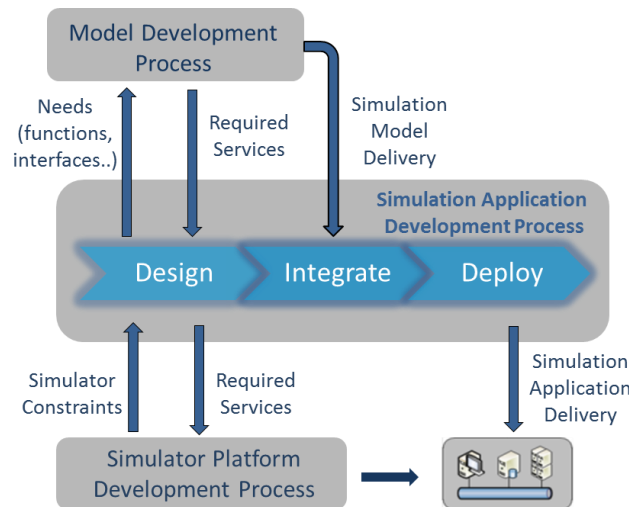 Model Development
Process
Needs
(functions,
interfaces..)
Required
Services
Simulation
Model
Delivery
Simulation Application
Development Process
Design
Integrate
Deploy
Simulator
Constraints
Required
Services
Simulation
Application
Delivery
Simulator Platform
Development Process